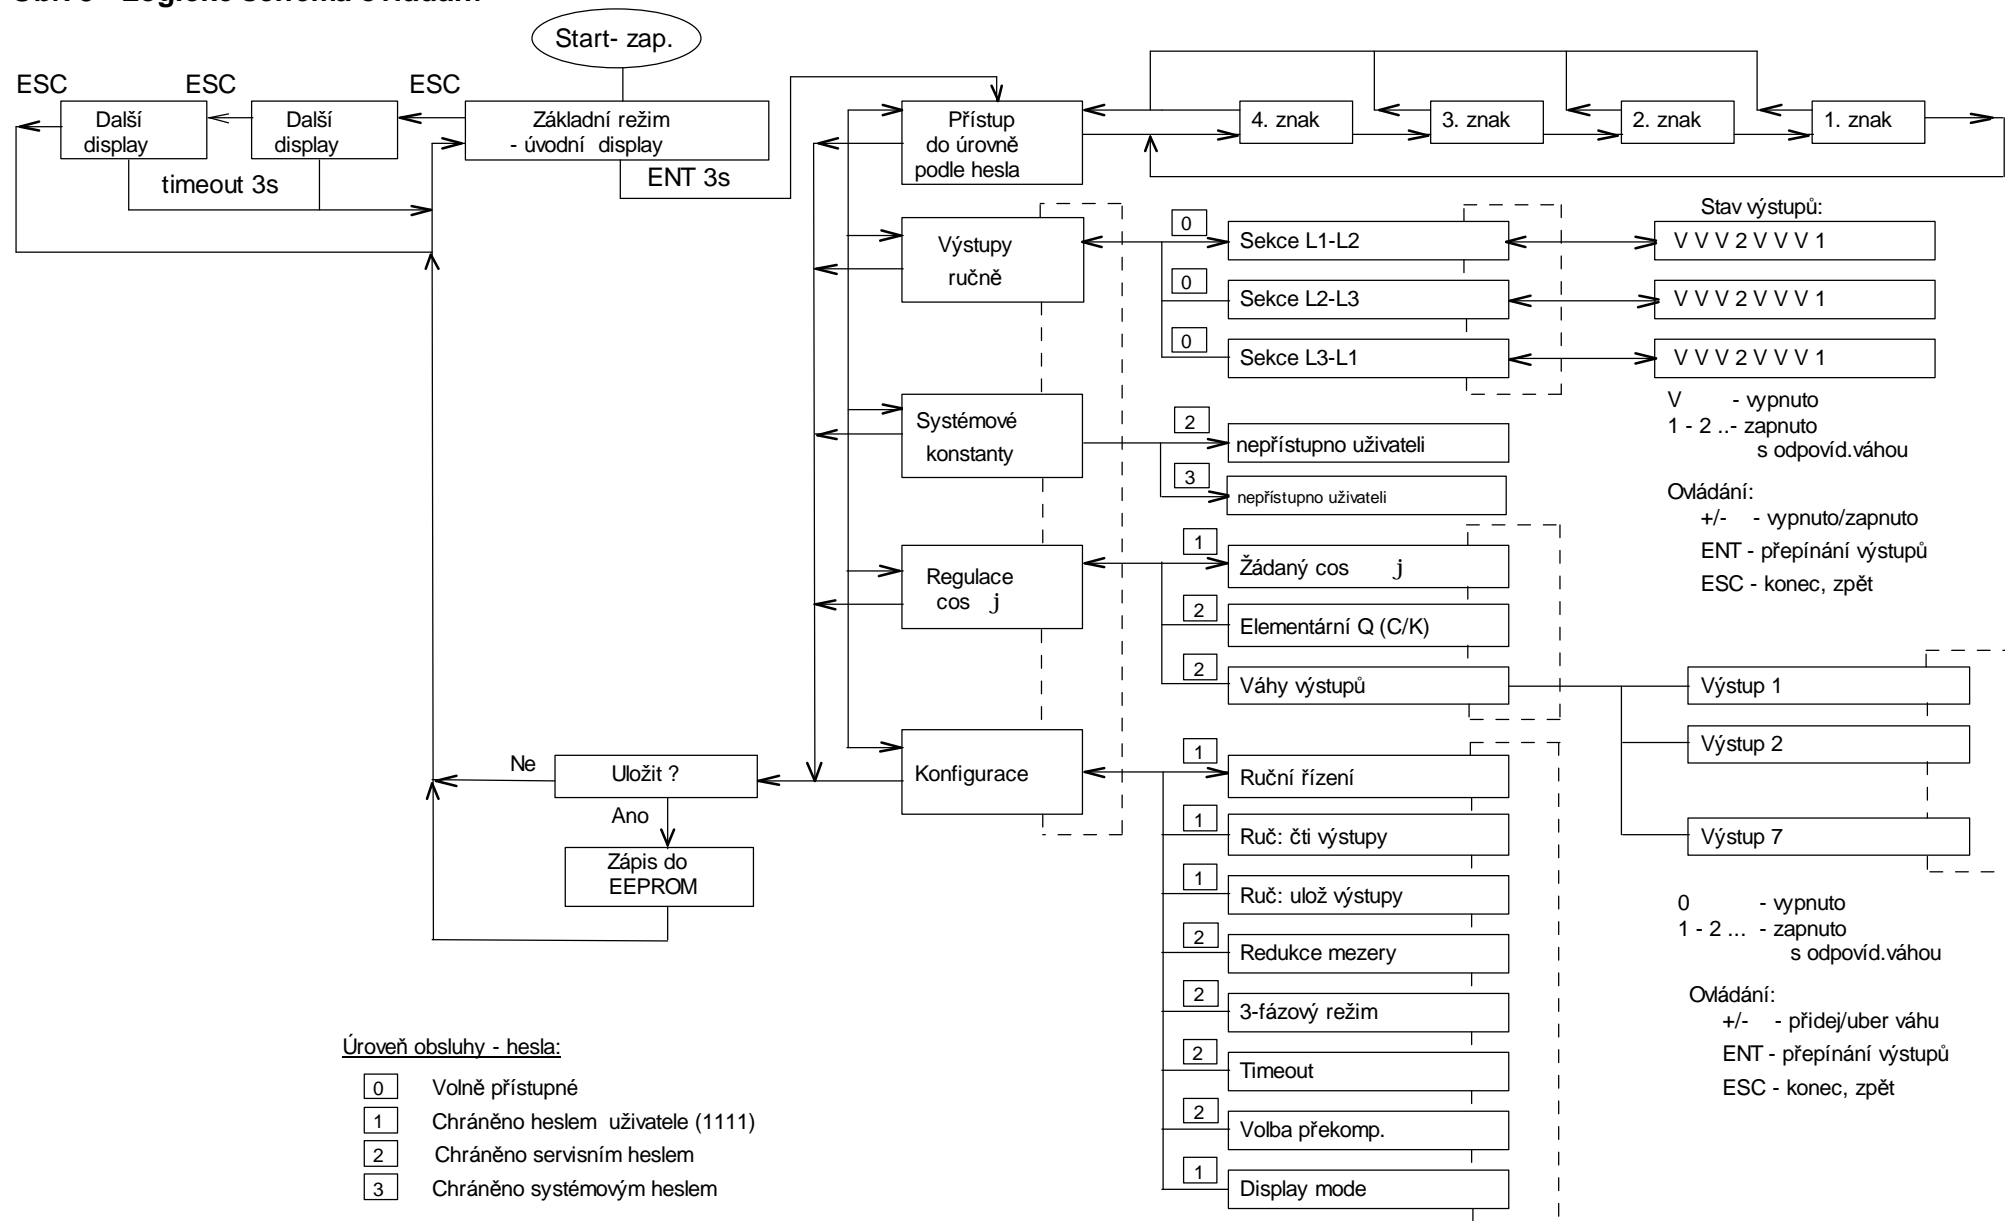 Start- zap.
ESC
ESC
ESC
Další
display
Další
display
Základní režim
- úvodní display
timeout 3s
ENT 3s
Přístup
do úrovně
podle hesla
4. znak
3. znak
2. znak
1. znak
Výstupy
ručně
0
Sekce L1-L2
0
Sekce L2-L3
0
Sekce L3-L1
Stav výstupů:
V V V 2 V V V 1
V V V 2 V V V 1
V V V 2 V V V 1
V - vypnuto
1 - 2 ..- zapnuto
s odpovíd.váhou
Ovládání:
+/- - vypnuto/zapnuto
ENT - přepínání výstupů
ESC - konec, zpět
Systémové
konstanty
2
nepřístupno uživateli
3
nepřístupno uživateli
Regulace
cos j
1
Žádaný cos j
2
Elementární Q (C/K)
2
Váhy výstupů
Výstup 1
Výstup 2
Výstup 7
0 - vypnuto
1 - 2 ... - zapnuto
s odpovíd.váhou
Ovládání:
+/- - přidej/uber váhu
ENT - přepínání výstupů
ESC - konec, zpět
Konfigurace
1
Ruční řízení
1
Ruč: čti výstupy
1
Ruč: ulož výstupy
2
Redukce mezery
2
3-fázový režim
2
Timeout
2
Volba překomp.
1
Display mode
Ne
Uložit ?
Ano
Zápis do
EEPROM
Úroveň obsluhy - hesla:
0 Volně přístupné
1 Chráněno heslem uživatele (1111)
2 Chráněno servisním heslem
3 Chráněno systémovým heslem